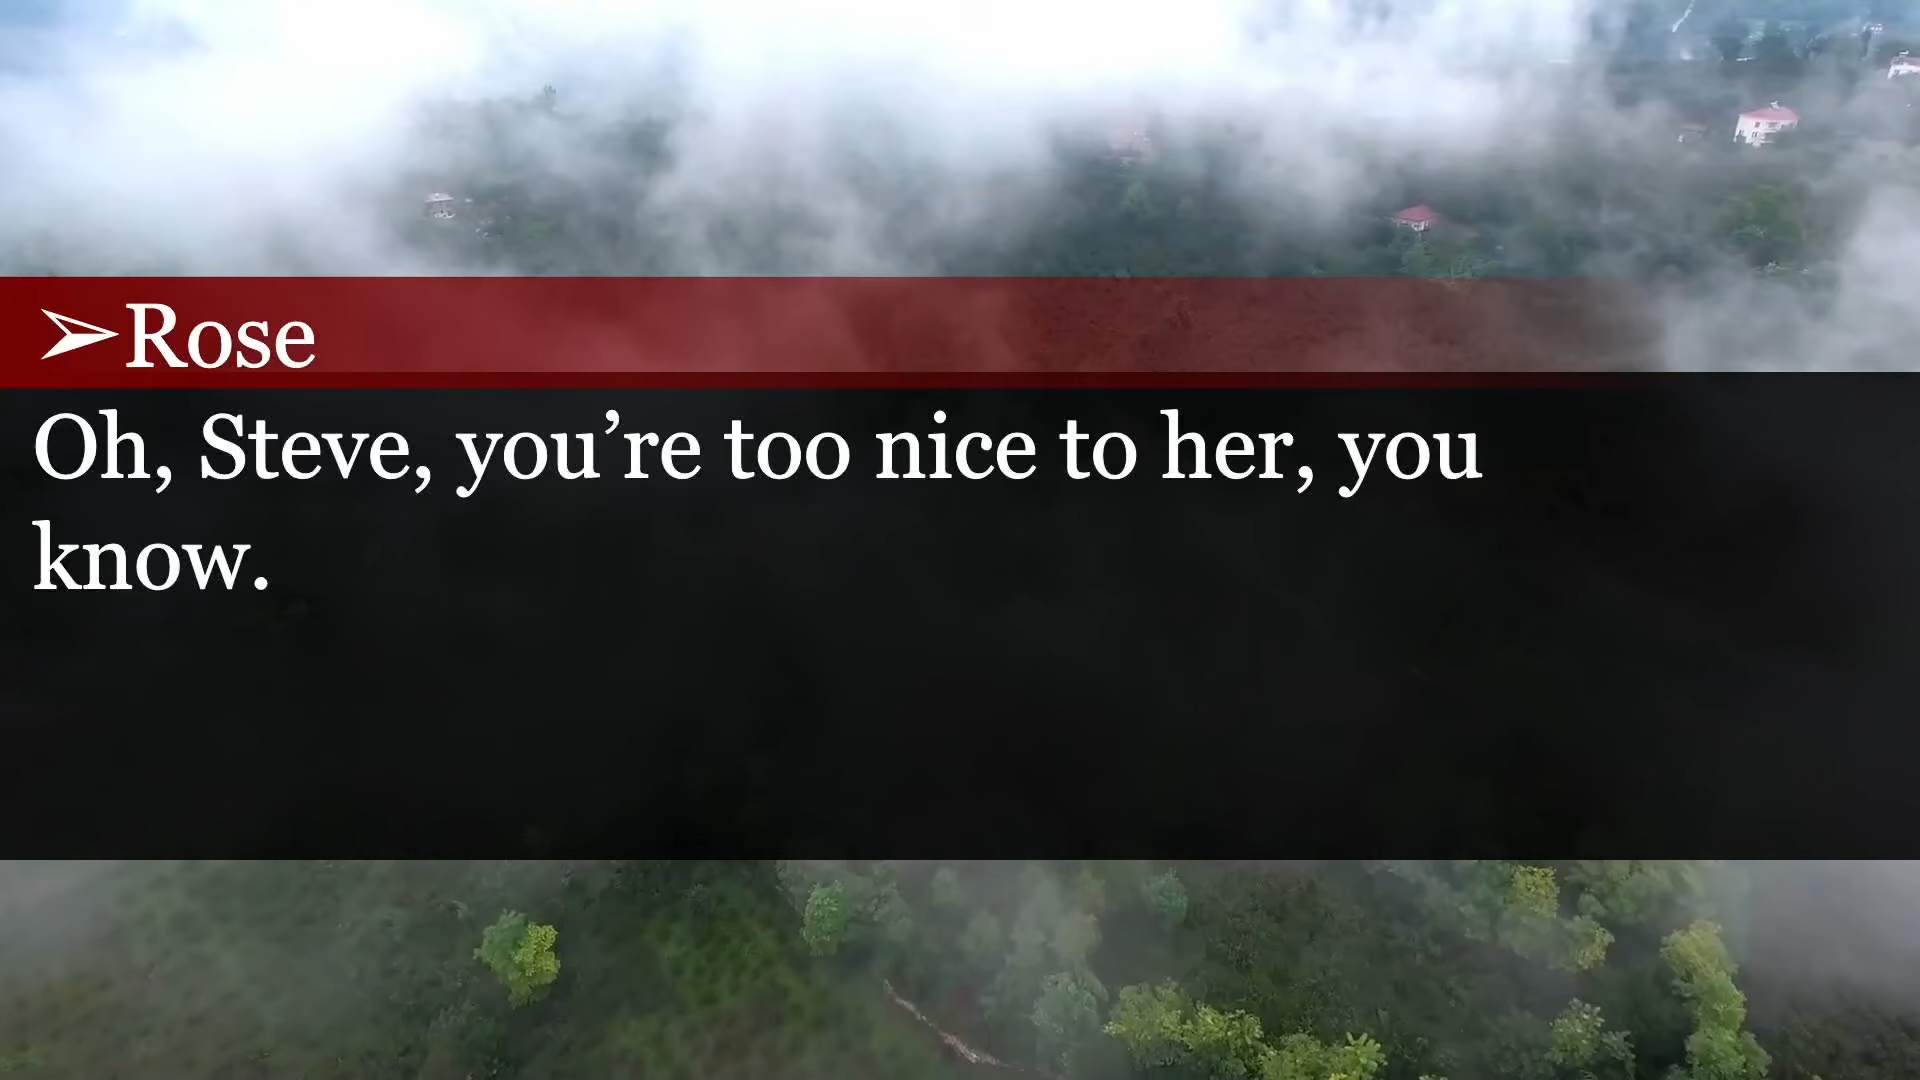 ➢Rose
Oh, Steve, you’re too nice to her, you
know.